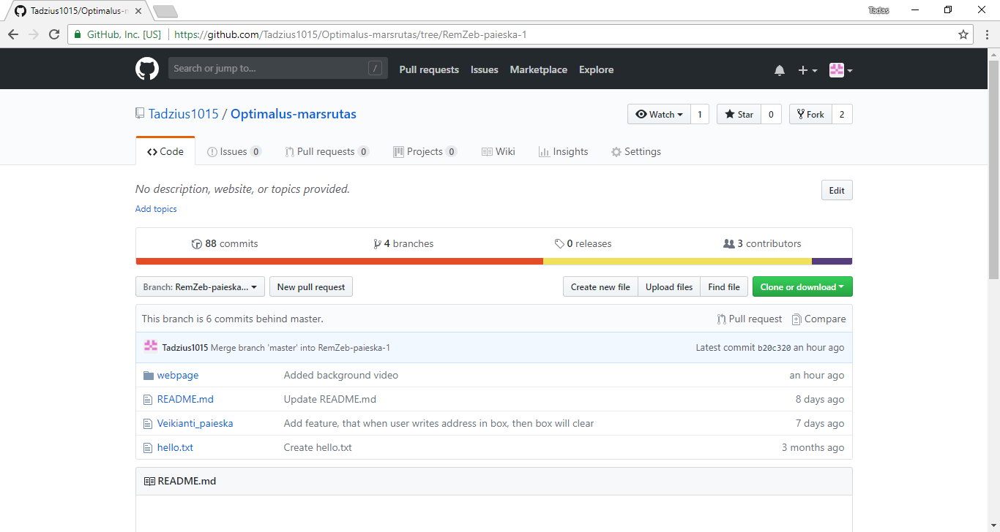 Tadzius1015/Optimalus-n
Tadas
GitHub, Inc. [US] https://github.com/Tadzius1015/Optimalus-marsrutas/tree/RemZeb-paieska-1
Search or jump to... / Pull requests Issues Marketplace Explore
Tadzius1015 / Optimalus-marsrutas Watch 1 Star 0 Fork 2
Code Issues 0 Pull requests 0 Projects 0 Wiki Insights Settings
No description, website, or topics provided. Edit
Add topics
88 commits 4 branches 0 releases 3 contributors
Branch: RemZeb-paieska... New pull request Create new file Upload files Find file Clone or download
This branch is 6 commits behind master. Pull request Compare
Tadzius1015 Merge branch 'master' into RemZeb-paieska-1 Latest commit b20c320 an hour ago
webpage Added background video an hour ago
README.md Update README.md 8 days ago
Veikianti_paieska Add feature, that when user writes address in box, then box will clear 7 days ago
hello.txt Create hello.txt 3 months ago
README.md